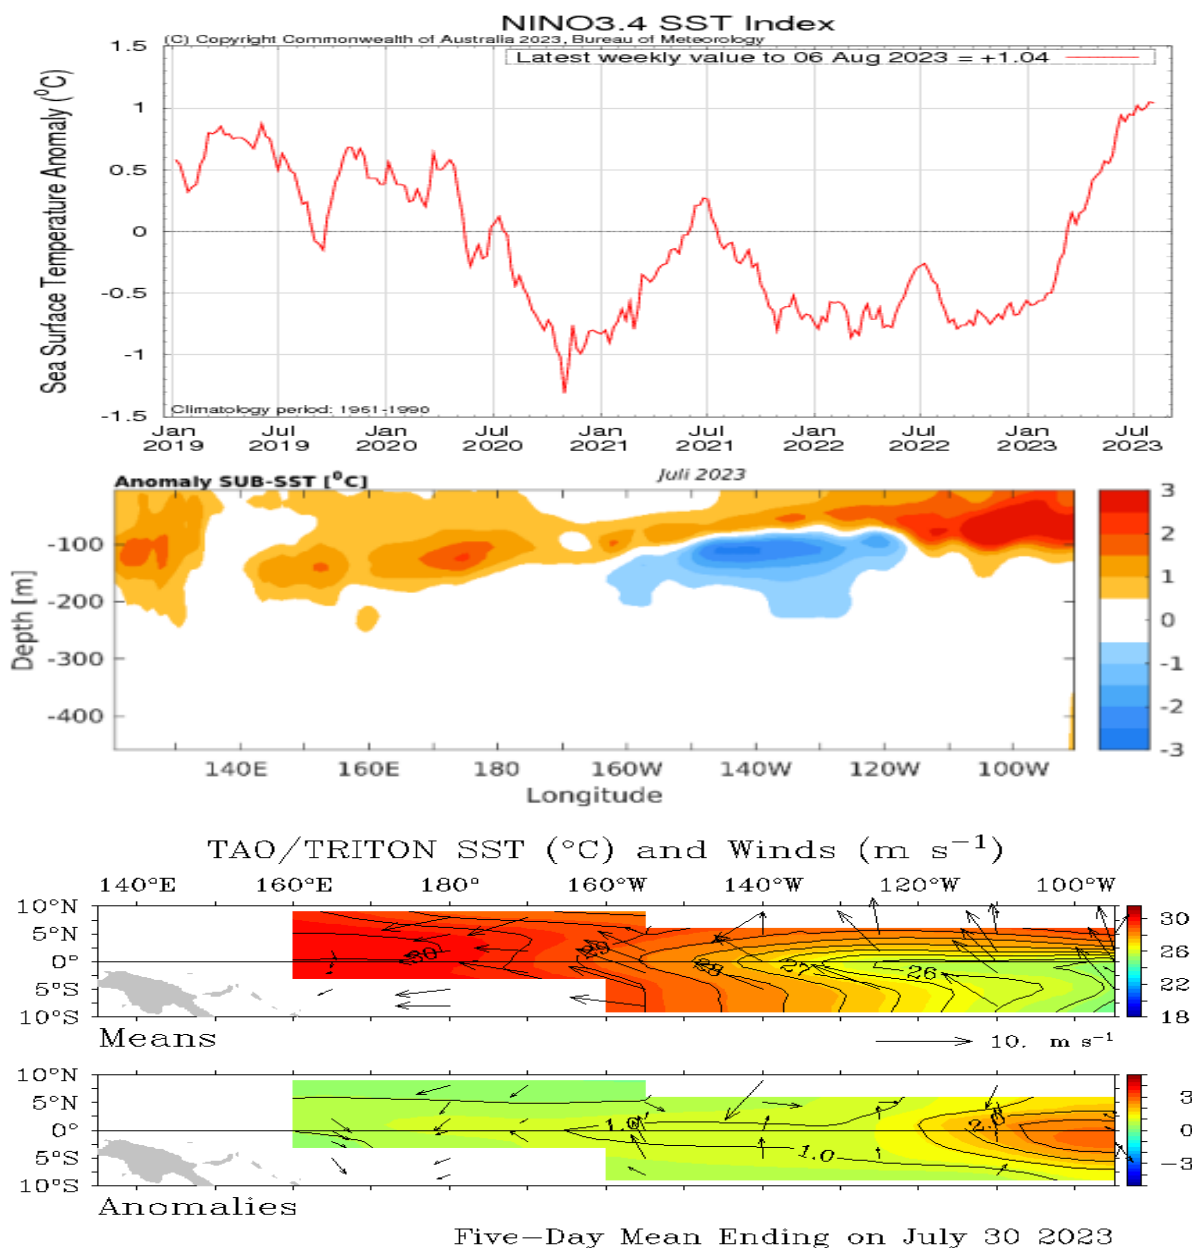 NINO3.4 SST Index
(C) Copyright Commonwealth of Australia 2023, Bureau of Meteorology
Latest weekly value to 06 Aug 2023 = +1.04
Sea Surface Temperature Anomaly (⁰C)
1.5
1
0.5
0
-0.5
-1
-1.5
Climatology period: 1961-1990
Jan Jul Jan Jul Jan Jul Jan Jul Jan Jul
2019 2019 2020 2020 2021 2021 2022 2022 2023 2023
Anomaly SUB-SST [⁰C]
Juli 2023
Depth [m]
-100
-200
-300
-400
3
2
1
0
-1
-2
-3
140E 160E 180 160W 140W 120W 100W
Longitude
TAO/TRITON SST (°C) and Winds (m s⁻¹)
140°E 160°E 180° 160°W 140°W 120°W 100°W
10°N
5°N
0°
5°S
10°S
30
29
28
27
26
30
26
22
18
Means
10. m s⁻¹
10°N
5°N
0°
5°S
10°S
1.0
1.0
2.0
3
0
−3
Anomalies
Five−Day Mean Ending on July 30 2023